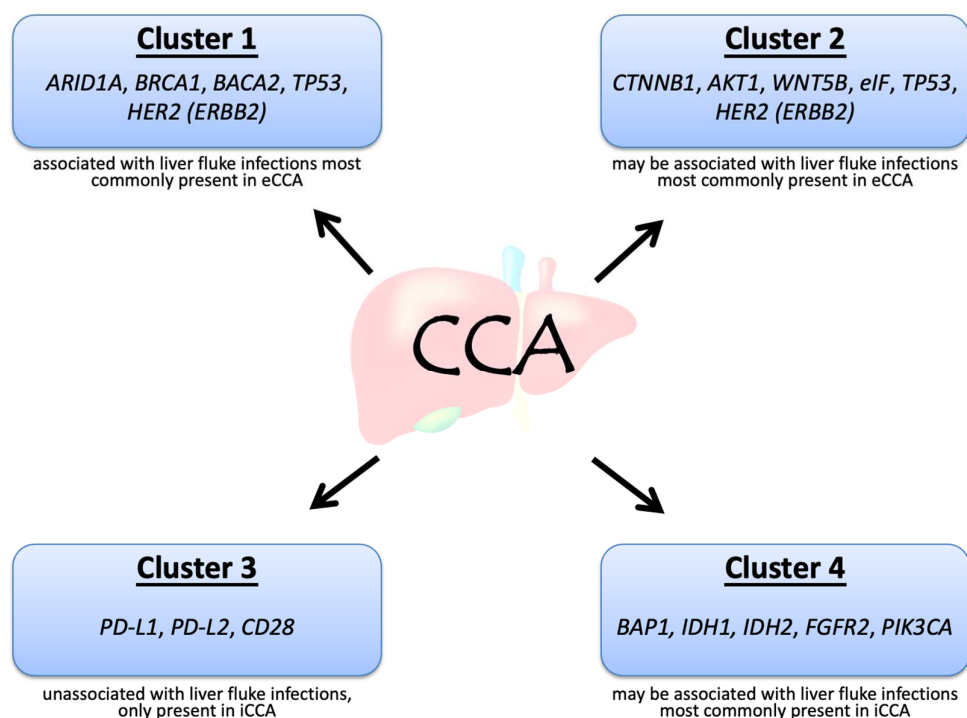 Cluster 1
ARID1A, BRCA1, BACA2, TP53,
HER2 (ERBB2)
associated with liver fluke infections most
commonly present in eCCA
Cluster 2
CTNNB1, AKT1, WNT5B, eIF, TP53,
HER2 (ERBB2)
may be associated with liver fluke infections
most commonly present in eCCA
CCA
Cluster 3
PD-L1, PD-L2, CD28
unassociated with liver fluke infections,
only present in iCCA
Cluster 4
BAP1, IDH1, IDH2, FGFR2, PIK3CA
may be associated with liver fluke infections
most commonly present in iCCA